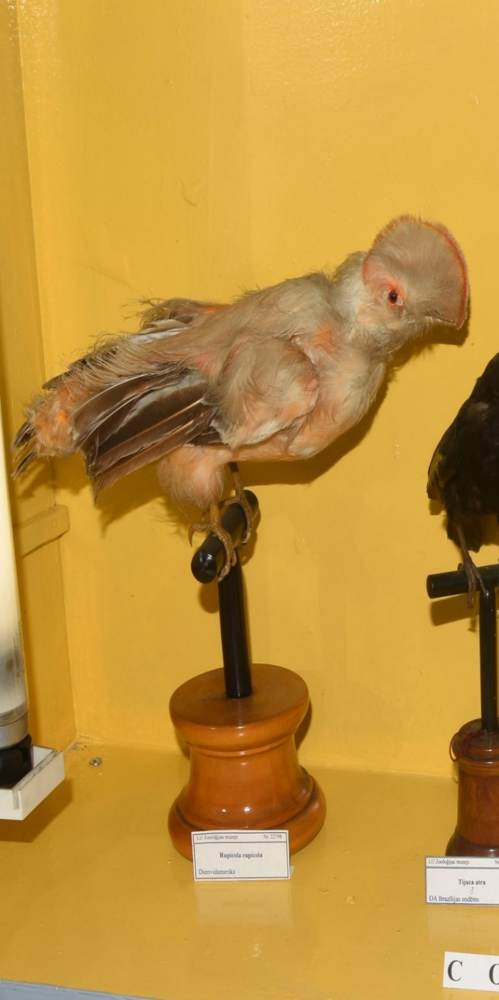 LU Zooloģijas muzejs Nr. 22798
Rupicola rupicola
Dienvidamerika
LU Zooloģijas muzejs
Tijuca atra
♂
DA Brazīlijas endēms
C O